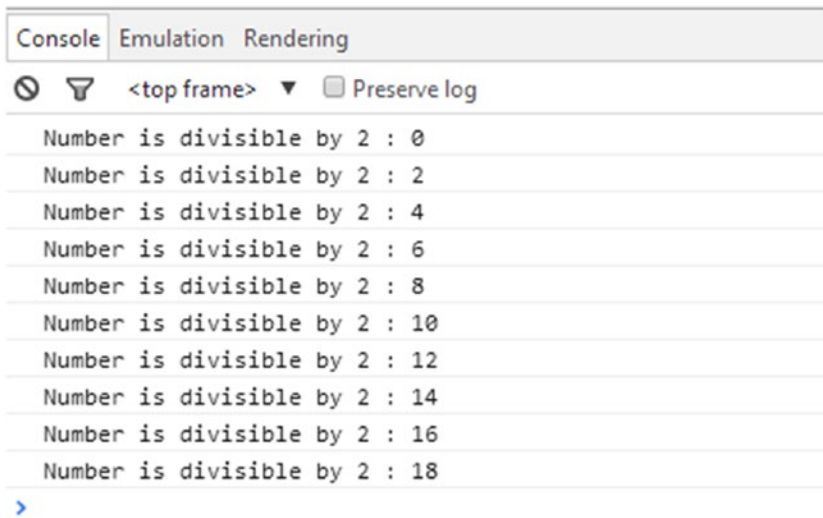 Console Emulation Rendering
<top frame> ▼ Preserve log
Number is divisible by 2 : 0
Number is divisible by 2 : 2
Number is divisible by 2 : 4
Number is divisible by 2 : 6
Number is divisible by 2 : 8
Number is divisible by 2 : 10
Number is divisible by 2 : 12
Number is divisible by 2 : 14
Number is divisible by 2 : 16
Number is divisible by 2 : 18
>